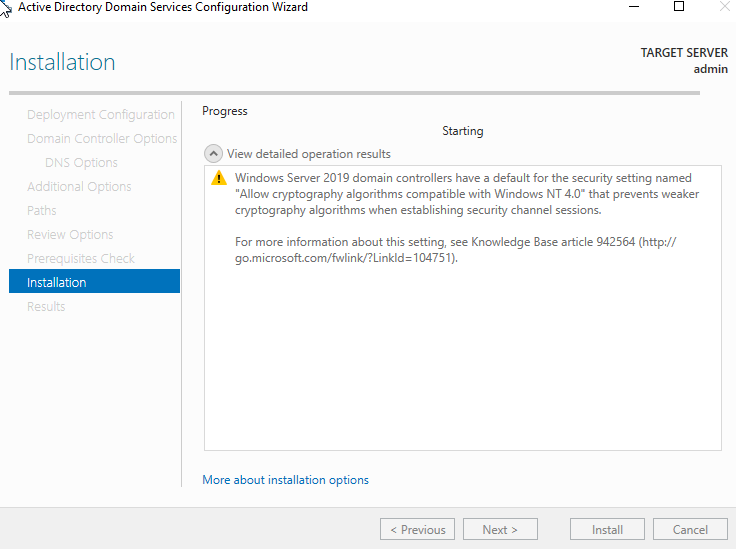 Active Directory Domain Services Configuration Wizard
Installation
TARGET SERVER
admin
Deployment Configuration
Domain Controller Options
DNS Options
Additional Options
Paths
Review Options
Prerequisites Check
Installation
Results
Progress
Starting
View detailed operation results
Windows Server 2019 domain controllers have a default for the security setting named
"Allow cryptography algorithms compatible with Windows NT 4.0" that prevents weaker
cryptography algorithms when establishing security channel sessions.
For more information about this setting, see Knowledge Base article 942564 (http://
go.microsoft.com/fwlink/?LinkId=104751).
More about installation options
< Previous
Next >
Install
Cancel